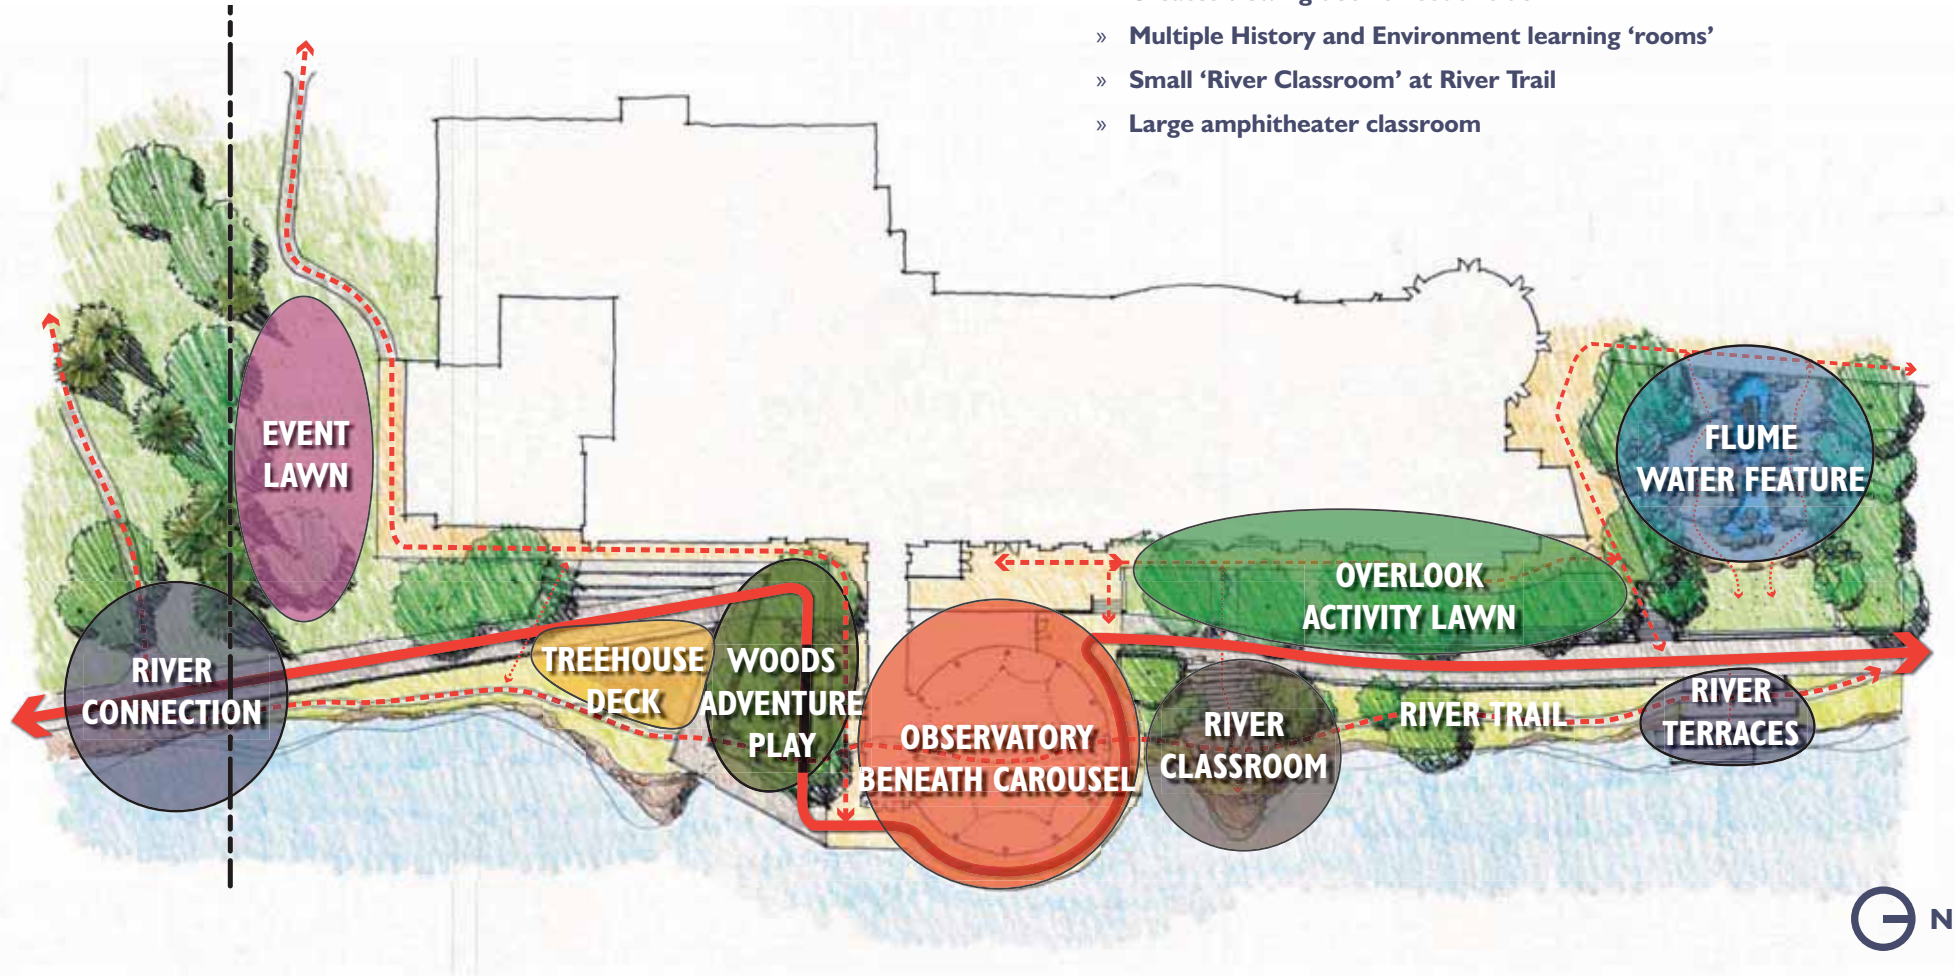 » Multiple History and Environment learning ‘rooms’
» Small ‘River Classroom’ at River Trail
» Large amphitheater classroom
EVENT
LAWN
FLUME
WATER FEATURE
OVERLOOK
ACTIVITY LAWN
RIVER
CONNECTION
TREEHOUSE
DECK
WOODS
ADVENTURE
PLAY
OBSERVATORY
BENEATH CAROUSEL
RIVER
CLASSROOM
RIVER TRAIL
RIVER
TERRACES
N